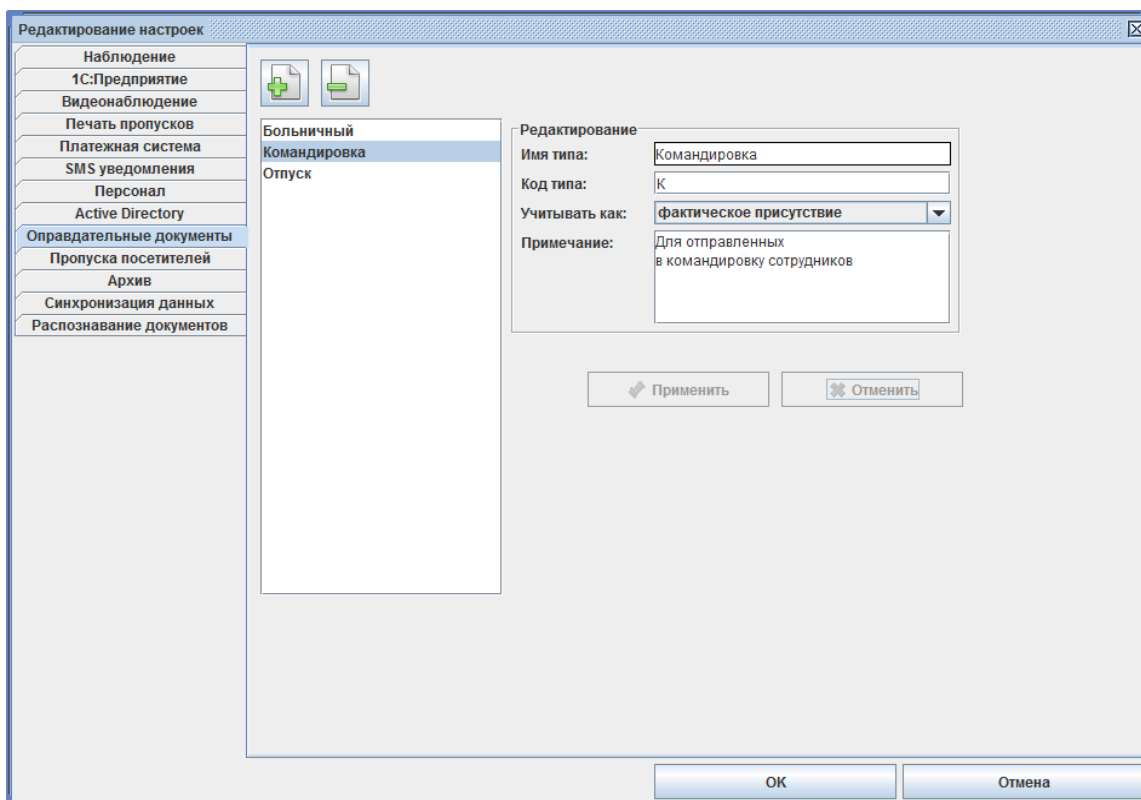 Редактирование настроек
Наблюдение
1С:Предприятие
Видеонаблюдение
Печать пропусков
Платежная система
SMS уведомления
Персонал
Active Directory
Оправдательные документы
Пропуска посетителей
Архив
Синхронизация данных
Распознавание документов
Больничный
Командировка
Отпуск
Редактирование
Имя типа: Командировка
Код типа: К
Учитывать как: фактическое присутствие
Примечание: Для отправленных
в командировку сотрудников
Применить Отменить
ОК Отмена